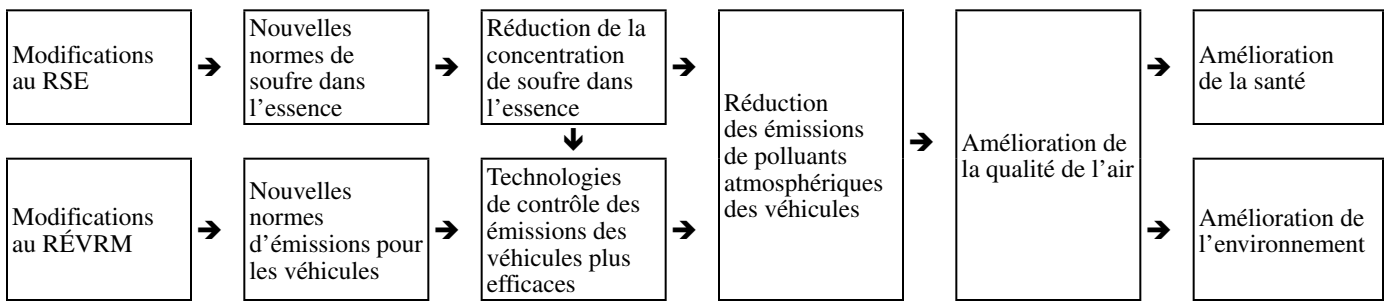 Modifications
au RSE
Nouvelles
normes de
soufre dans
l'essence
Réduction de la
concentration
de soufre dans
l'essence
Modifications
au RÉVRM
Nouvelles
normes
d'émissions pour
les véhicules
Technologies
de contrôle des
émissions des
véhicules plus
efficaces
Réduction
des émissions
de polluants
atmosphériques
des véhicules
Amélioration de
la qualité de l'air
Amélioration
de la santé
Amélioration de
l'environnement